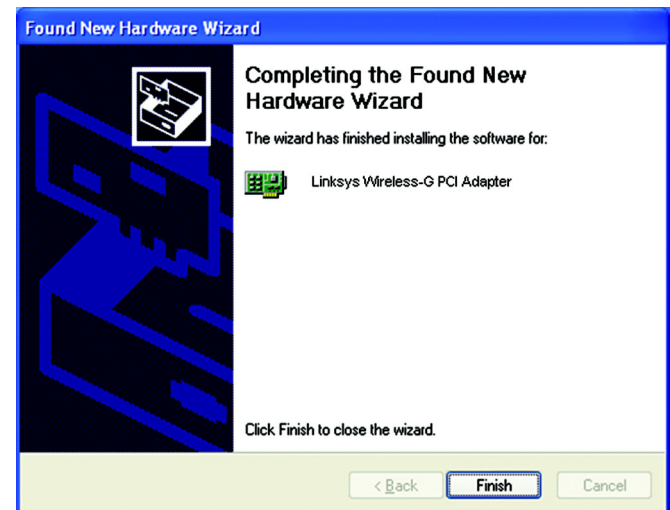 Found New Hardware Wizard
Completing the Found New
Hardware Wizard
The wizard has finished installing the software for:
Linksys Wireless-G PCI Adapter
Click Finish to close the wizard.
< Back
Finish
Cancel